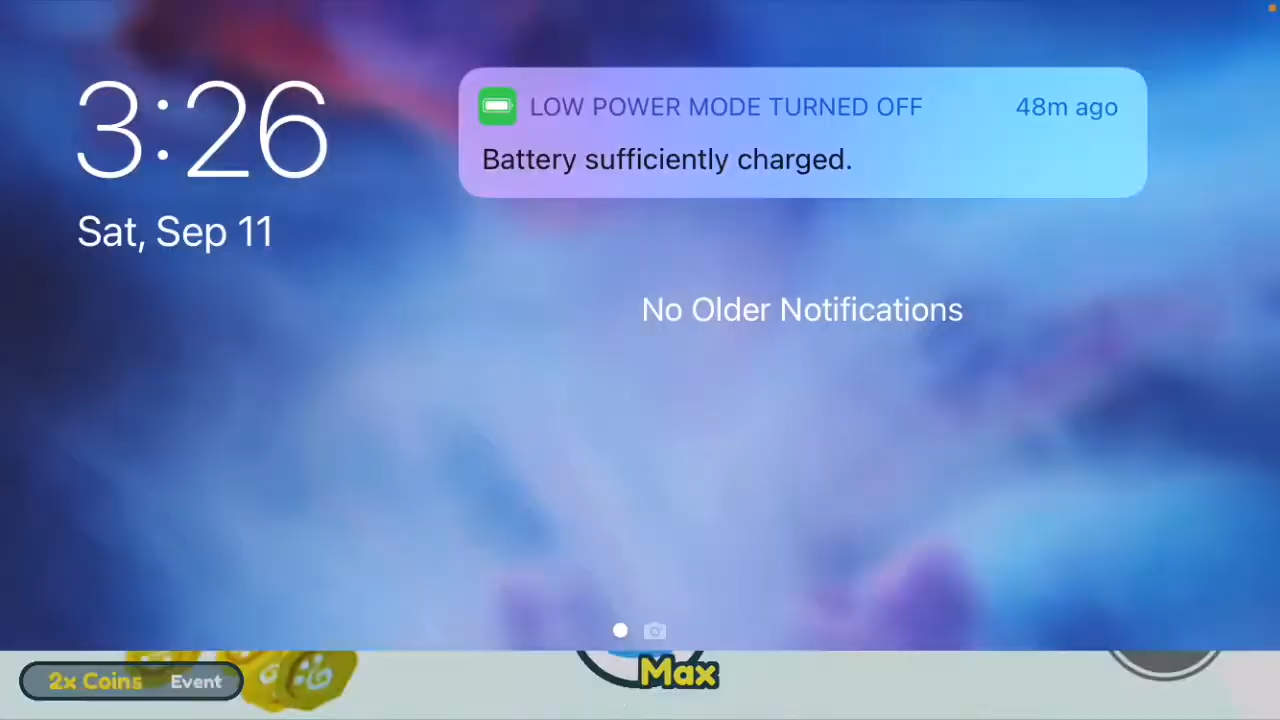 3:26
Sat, Sep 11
LOW POWER MODE TURNED OFF 48m ago
Battery sufficiently charged.
No Older Notifications
2x Coins Event
Max